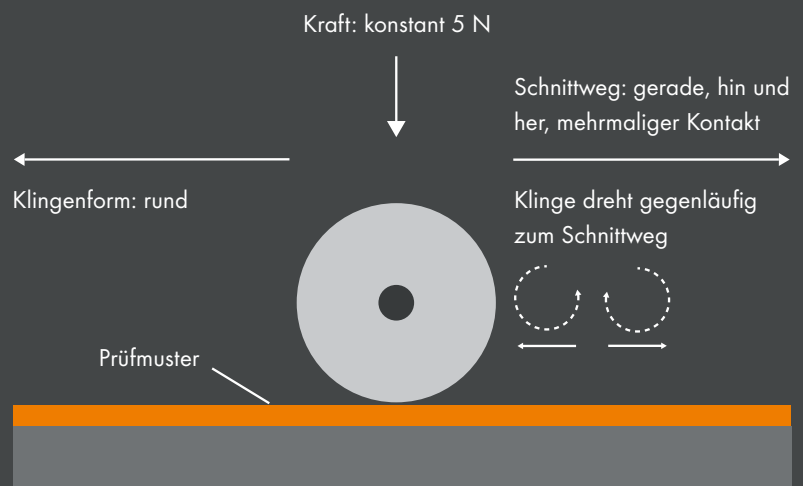 Kraft: konstant 5 N
Schnittweg: gerade, hin und
her, mehrmaliger Kontakt
Klingenform: rund
Klinge dreht gegenläufig
zum Schnittweg
Prüfmuster